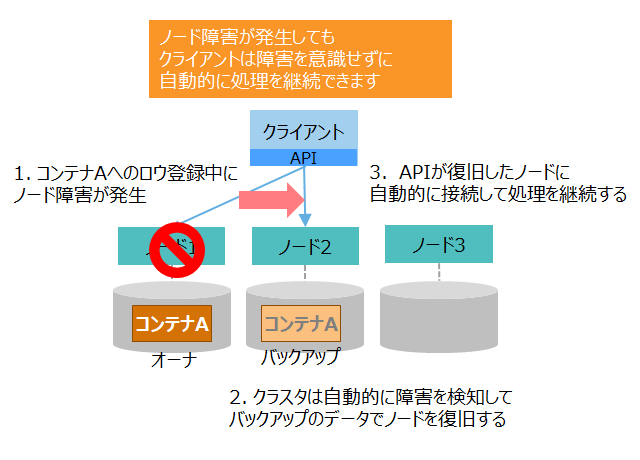 ノード障害が発生しても
クライアントは障害を意識せずに
自動的に処理を継続できます
クライアント
API
1. コンテナAへのロウ登録中に
ノード障害が発生
3. APIが復旧したノードに
自動的に接続して処理を継続する
ノード1
ノード2
ノード3
コンテナA
コンテナA
オーナ
バックアップ
2. クラスタは自動的に障害を検知して
バックアップのデータでノードを復旧する